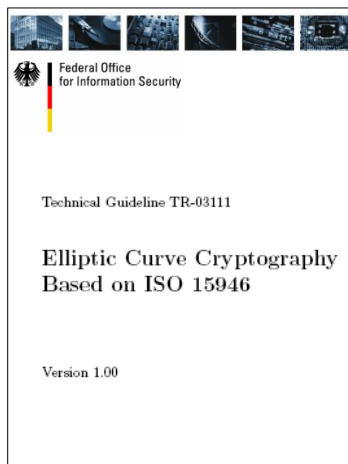 Federal Office
for Information Security
Technical Guideline TR-03111
Elliptic Curve Cryptography
Based on ISO 15946
Version 1.00